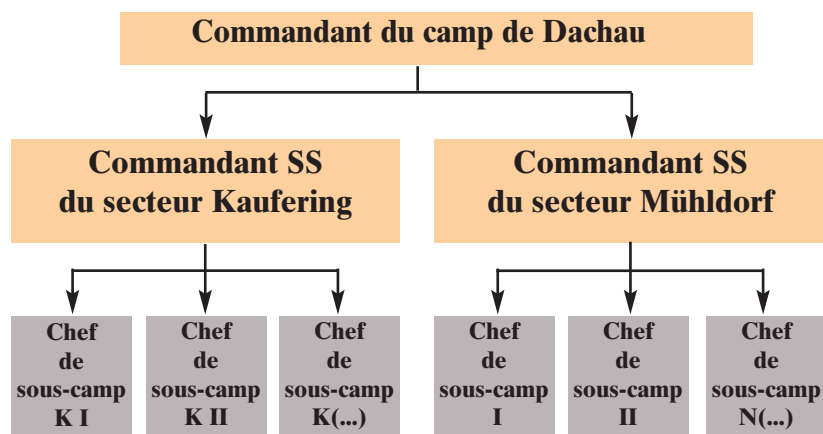 Commandant du camp de Dachau
Commandant SS
du secteur Kaufering
Commandant SS
du secteur Mühldorf
Chef
de
sous-camp
K I
Chef
de
sous-camp
K II
Chef
de
sous-camp
K(...)
Chef
de
sous-camp
I
Chef
de
sous-camp
II
Chef
de
sous-camp
N(...)